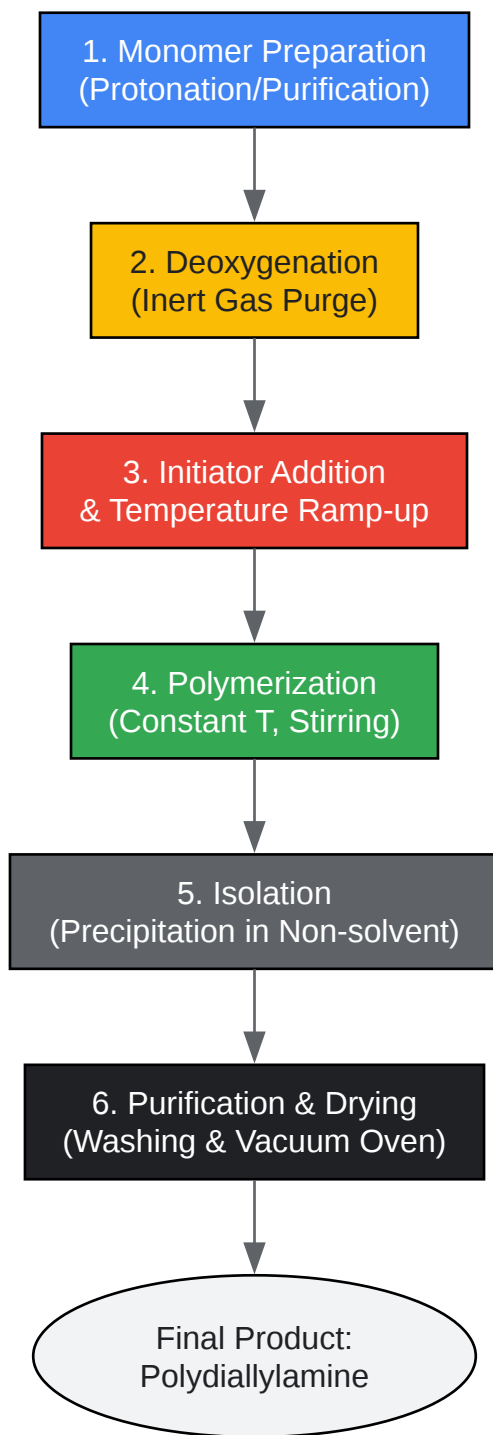 1. Monomer Preparation
(Protonation/Purification)
2. Deoxygenation
(Inert Gas Purge)
3. Initiator Addition
& Temperature Ramp-up
4. Polymerization
(Constant T, Stirring)
5. Isolation
(Precipitation in Non-solvent)
6. Purification & Drying
(Washing & Vacuum Oven)
Final Product:
Polydiallylamine